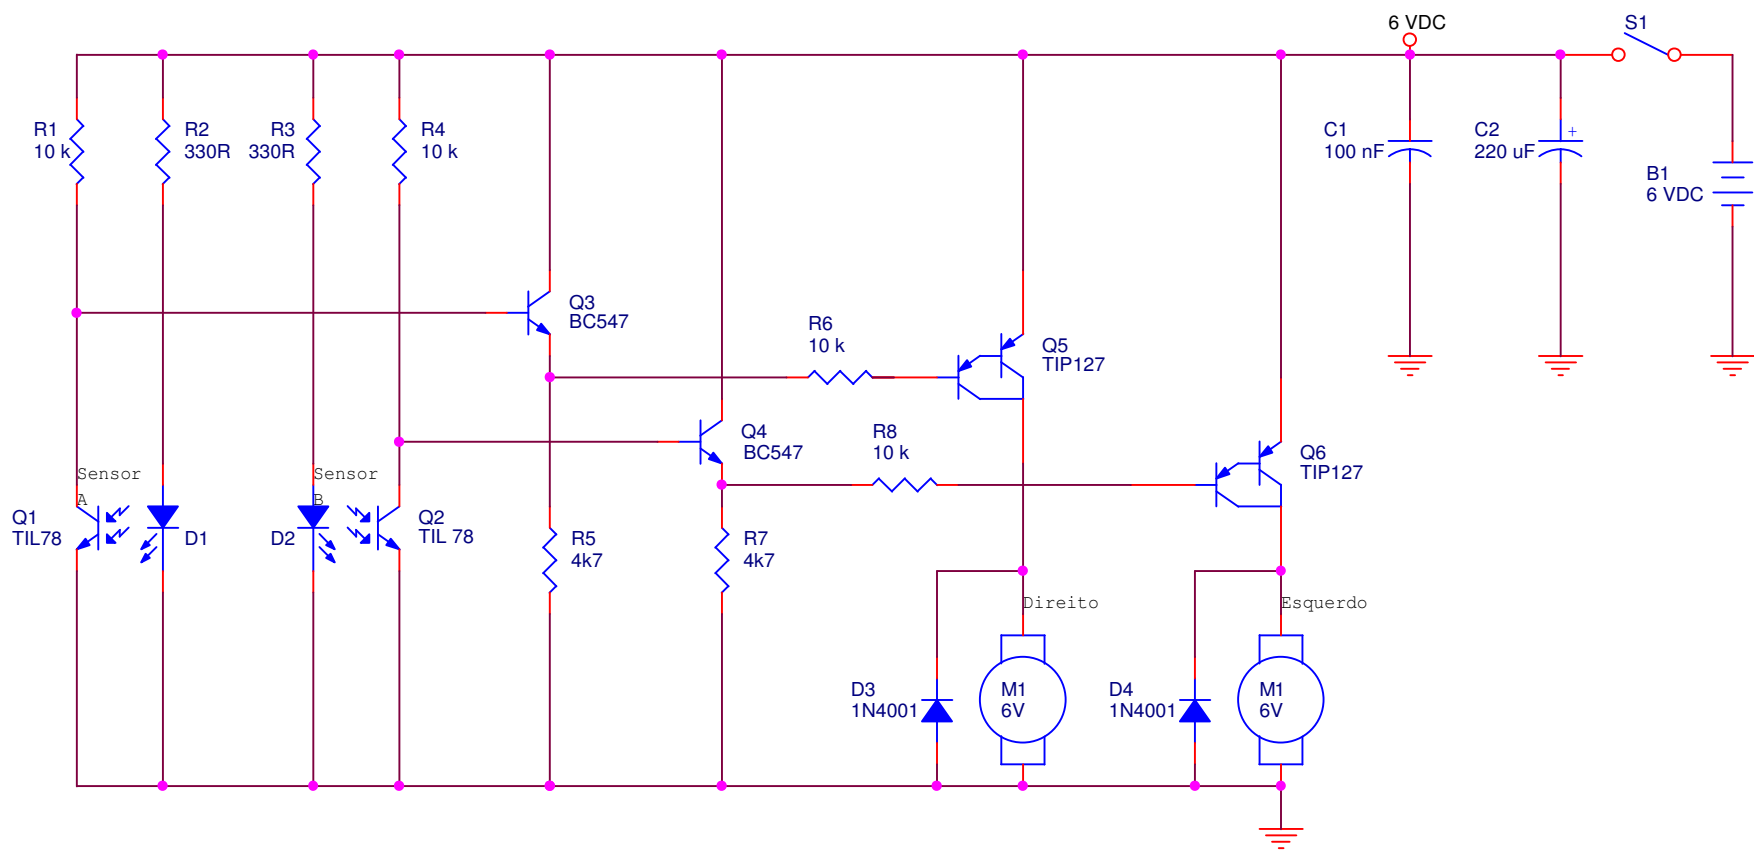 6 VDC
S1
R1
10 k
R2
330R
R3
330R
R4
10 k
C1
100 nF
C2
+
220 uF
B1
6 VDC
Q3
BC547
R6
10 k
Q5
TIP127
Q4
BC547
R8
10 k
Q6
TIP127
Sensor
A
Sensor
B
Q1
TIL78
D1
D2
Q2
TIL 78
R5
4k7
R7
4k7
Direito
Esquerdo
D3
1N4001
M1
6V
D4
1N4001
M1
6V